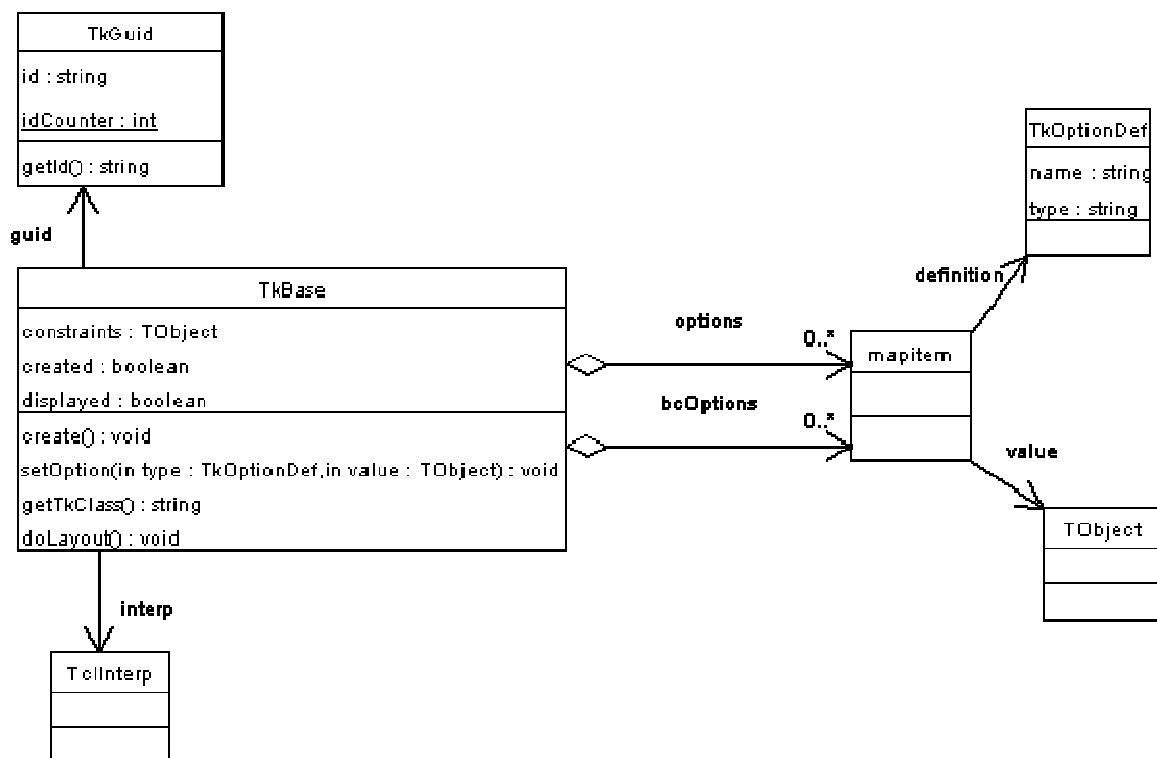 TkGuid
id : string
idCounter : int
getId() : string
guid
TkBase
constraints : TObject
created : boolean
displayed : boolean
create() : void
setOption(in type : TkOptionDef,in value : TObject) : void
getTkClass() : string
doLayout() : void
options
0..*
bcOptions
0..*
mapitem
TkOptionDef
name : string
type : string
definition
value
TObject
interp
TclInterp